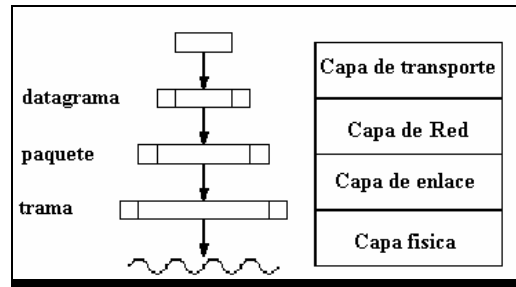 Capa de transporte
datagrama
Capa de Red
paquete
Capa de enlace
trama
Capa fisica